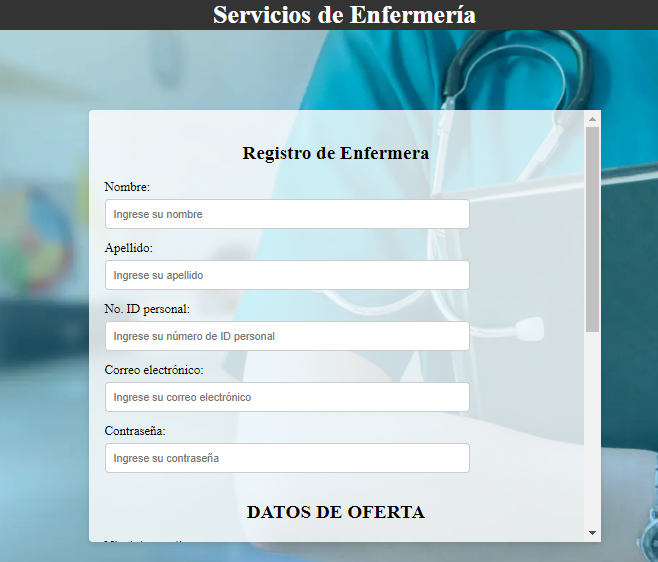 Servicios de Enfermería
Registro de Enfermera
Nombre:
Ingrese su nombre
Apellido:
Ingrese su apellido
No. ID personal:
Ingrese su número de ID personal
Correo electrónico:
Ingrese su correo electrónico
Contraseña:
Ingrese su contraseña
DATOS DE OFERTA